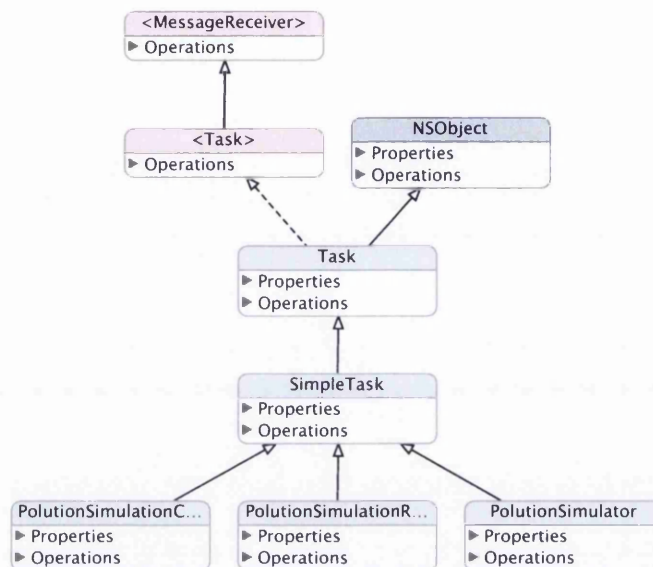 <MessageReceiver>
Operations
<Task>
Operations
NSObject
Properties
Operations
Task
Properties
Operations
SimpleTask
Properties
Operations
PolutionSimulationC...
Properties
Operations
PolutionSimulationR...
Properties
Operations
PolutionSimulator
Properties
Operations